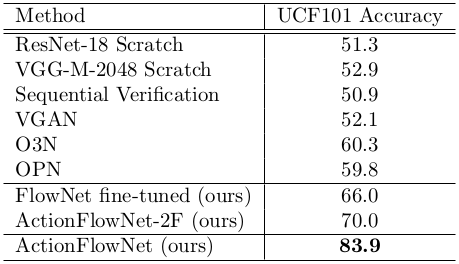 Method UCF101 Accuracy
ResNet-18 Scratch 51.3
VGG-M-2048 Scratch 52.9
Sequential Verification 50.9
VGAN 52.1
O3N 60.3
OPN 59.8
FlowNet fine-tuned (ours) 66.0
ActionFlowNet-2F (ours) 70.0
ActionFlowNet (ours) 83.9